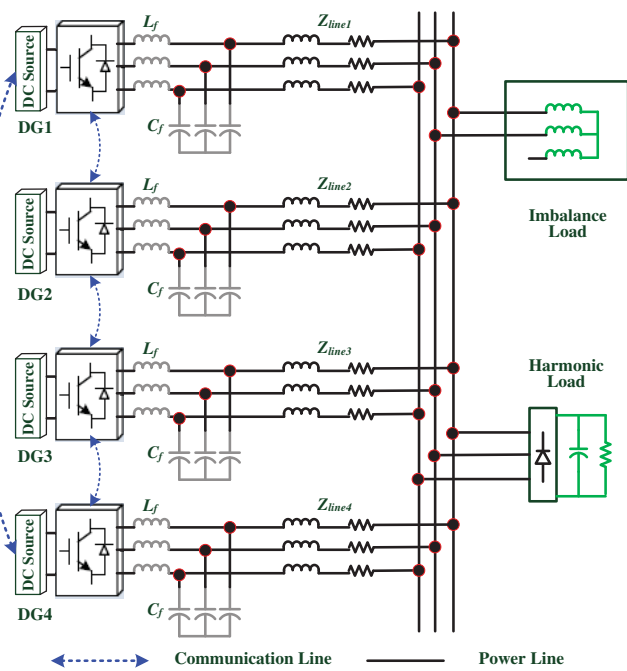 L_f
Z_line1
DC Source
DG1
C_f
L_f
Z_line2
DC Source
DG2
C_f
Imbalance
Load
L_f
Z_line3
DC Source
DG3
C_f
Harmonic
Load
L_f
Z_line4
DC Source
DG4
C_f
Communication Line
Power Line